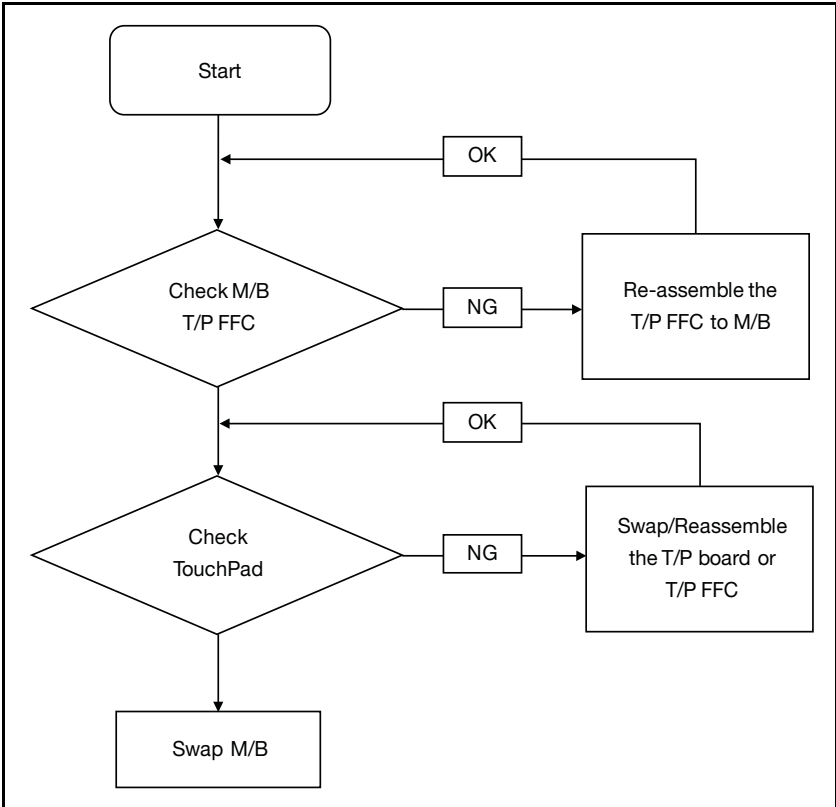 Start
OK
Check M/B
T/P FFC
NG
Re-assemble the
T/P FFC to M/B
OK
Check
TouchPad
NG
Swap/Reassemble
the T/P board or
T/P FFC
Swap M/B